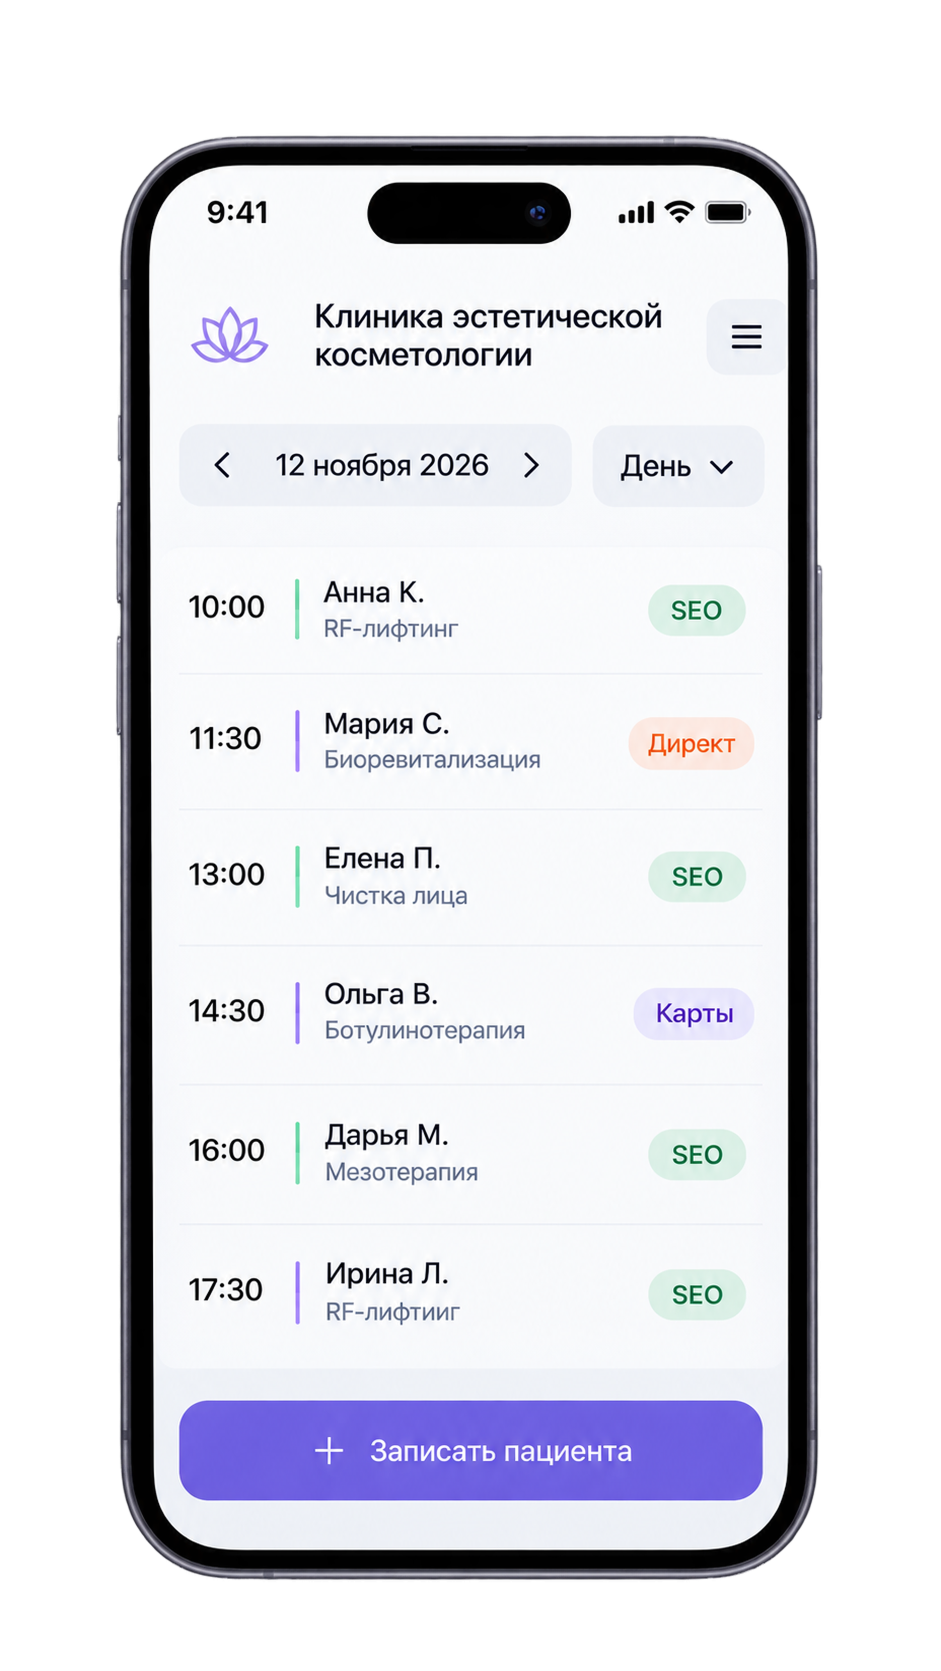 9:41
Клиника эстетической
косметологии
12 ноября 2026
День
10:00
Анна К.
RF-лифтинг
SEO
11:30
Мария С.
Биоревитализация
Директ
13:00
Елена П.
Чистка лица
SEO
14:30
Ольга В.
Ботулинотерапия
Карты
16:00
Дарья М.
Мезотерапия
SEO
17:30
Ирина Л.
RF-лифтииг
SEO
+ Записать пациента